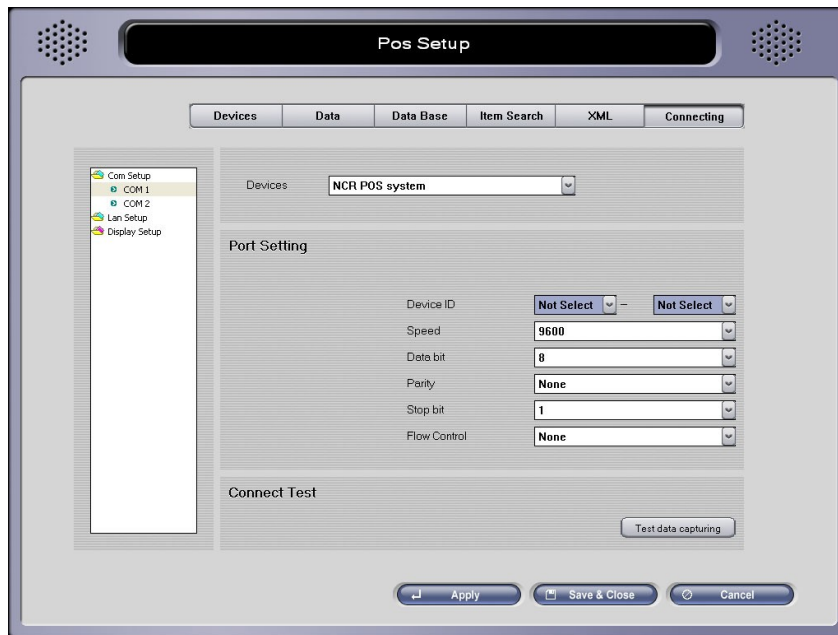 Pos Setup
Devices Data Data Base Item Search XML Connecting
Com Setup
COM 1
COM 2
Lan Setup
Display Setup
Devices NCR POS system
Port Setting
Device ID Not Select – Not Select
Speed 9600
Data bit 8
Parity None
Stop bit 1
Flow Control None
Connect Test
Test data capturing
Apply Save & Close Cancel